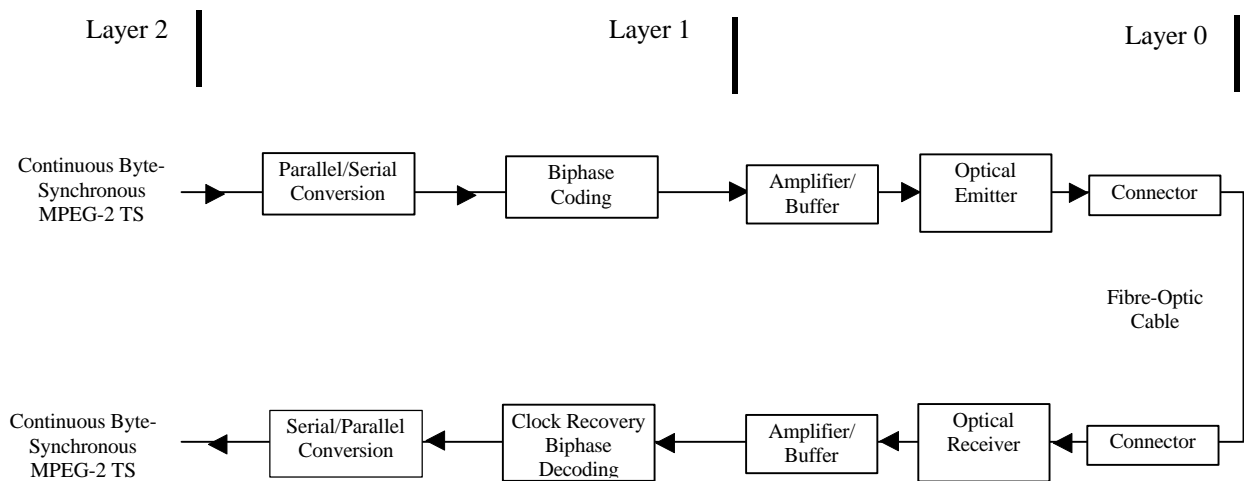 Layer 2
Layer 1
Layer 0
Continuous Byte-
Synchronous
MPEG-2 TS
Parallel/Serial
Conversion
Biphase
Coding
Amplifier/
Buffer
Optical
Emitter
Connector
Fibre-Optic
Cable
Continuous Byte-
Synchronous
MPEG-2 TS
Serial/Parallel
Conversion
Clock Recovery
Biphase
Decoding
Amplifier/
Buffer
Optical
Receiver
Connector